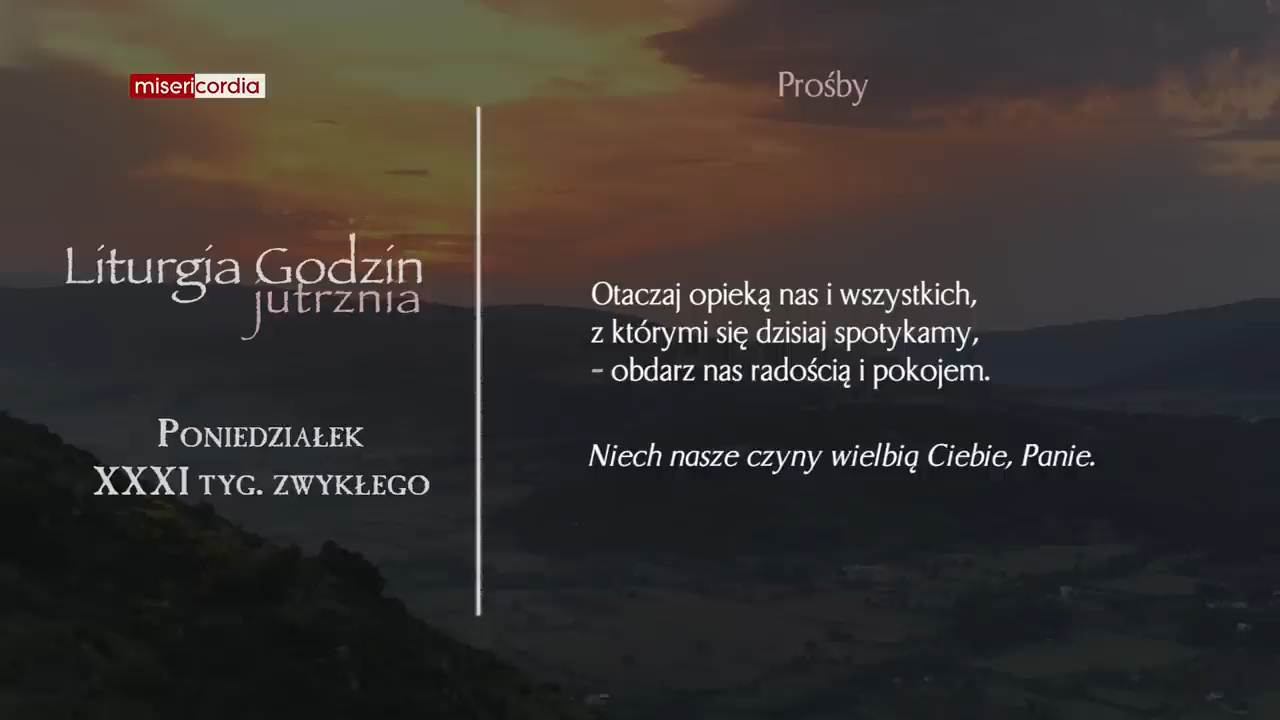 misericordia
Liturgia Godzin
jutrznia
Poniedziałek
XXXI tyg. zwykłego
Prośby
Otaczaj opieką nas i wszystkich,
z którymi się dzisiaj spotykamy,
- obdarz nas radością i pokojem.
Niech nasze czyny wielbią Ciebie, Panie.